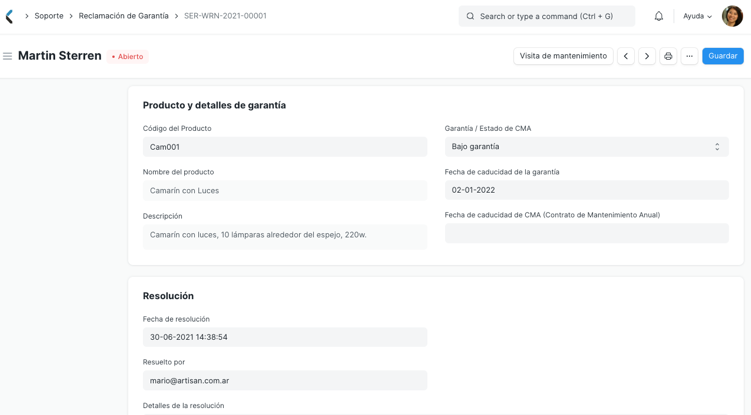 Soporte > Reclamación de Garantía > SER-WRN-2021-00001
Search or type a command (Ctrl + G)
Ayuda
Martin Sterren
Abierto
Visita de mantenimiento
Guardar
Producto y detalles de garantía
Código del Producto
Cam001
Nombre del producto
Camarín con Luces
Descripción
Camarín con luces, 10 lámparas alrededor del espejo, 220w.
Garantía / Estado de CMA
Bajo garantía
Fecha de caducidad de la garantía
02-01-2022
Fecha de caducidad de CMA (Contrato de Mantenimiento Anual)
Resolución
Fecha de resolución
30-06-2021 14:38:54
Resuelto por
mario@artisan.com.ar
Detalles de la resolución